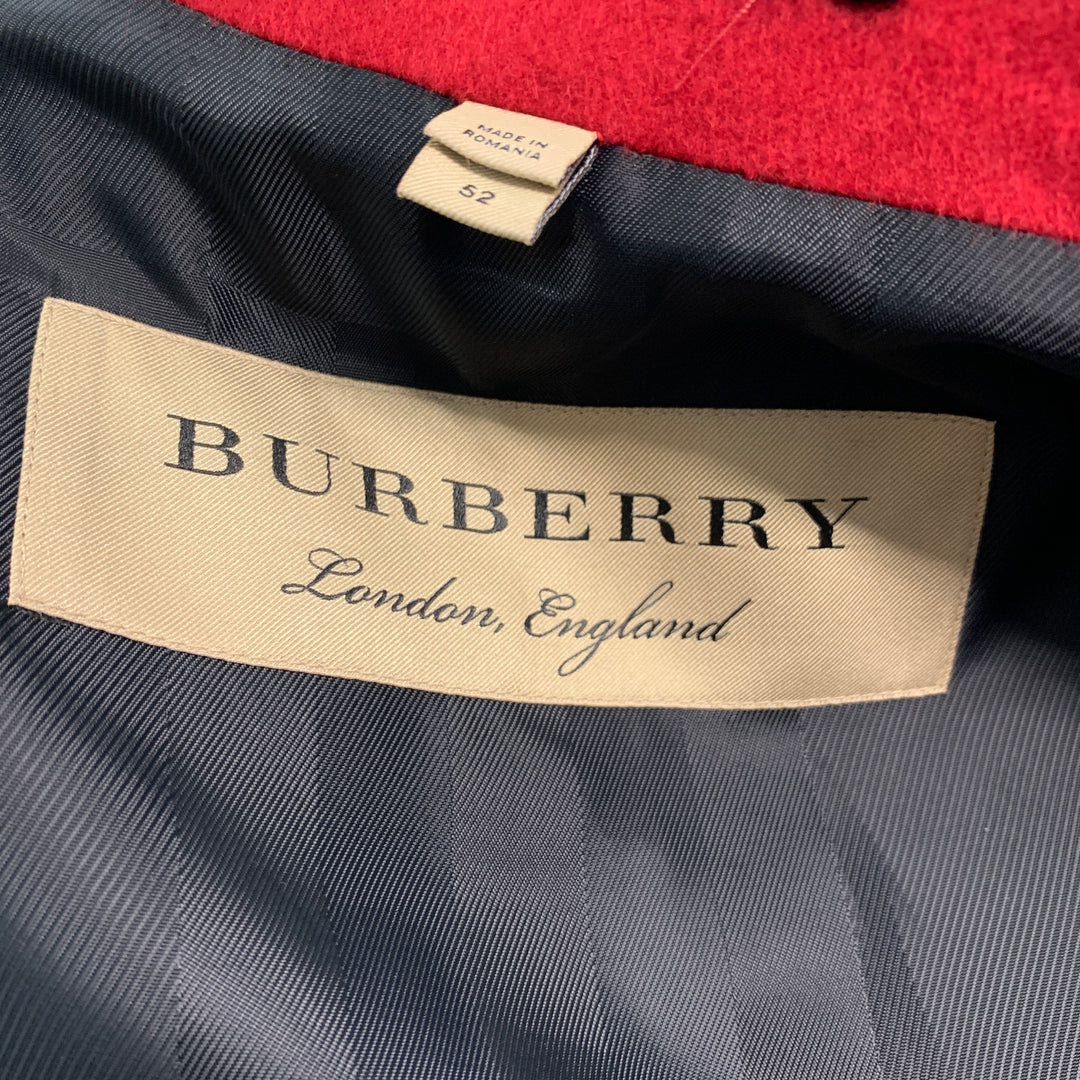 MADE IN
ROMANIA
52
BURBERRY
London, England